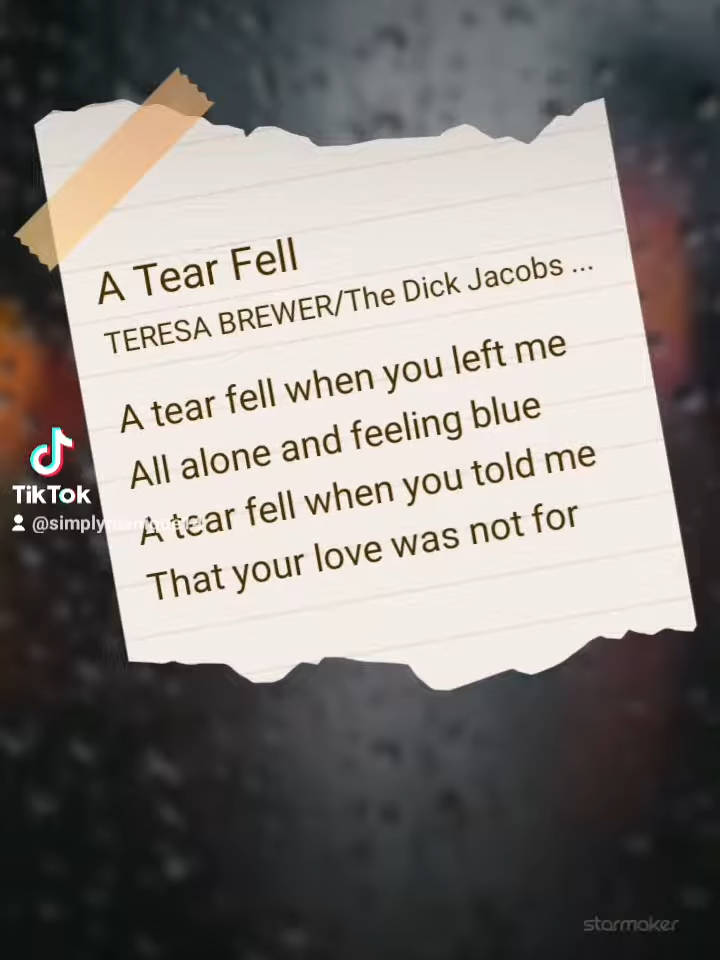 A Tear Fell
TERESA BREWER/The Dick Jacobs ...
A tear fell when you left me
All alone and feeling blue
A tear fell when you told me
That your love was not for
TikTok
starmaker